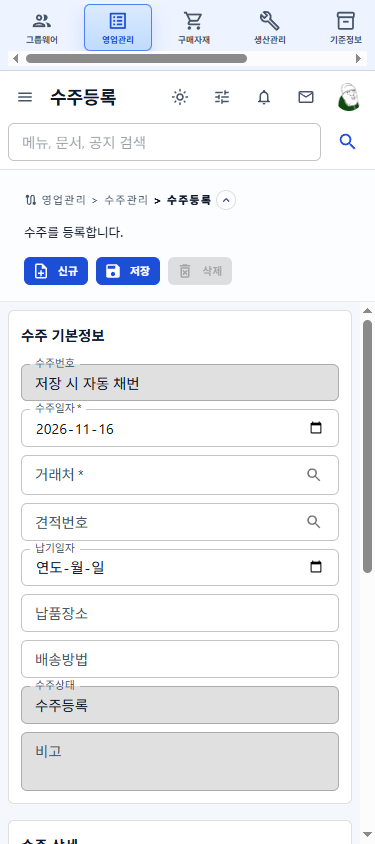 그룹웨어
영업관리
구매자재
생산관리
기준정보
수주등록
메뉴, 문서, 공지 검색
영업관리 > 수주관리 > 수주등록
수주를 등록합니다.
신규
저장
삭제
수주 기본정보
수주번호
저장 시 자동 채번
수주일자 *
2026-11-16
거래처 *
견적번호
납기일자
연도-월-일
납품장소
배송방법
수주상태
수주등록
비고
수주 상세